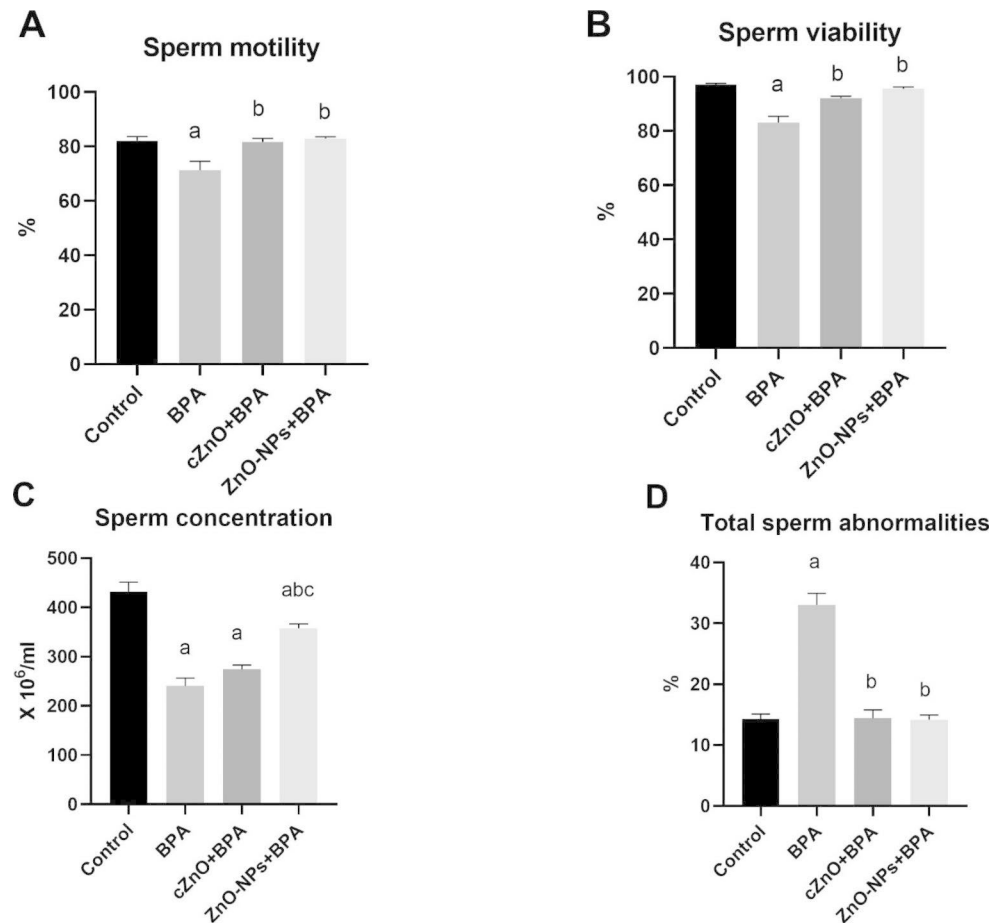 A
Sperm motility
%
100
80
60
40
20
0
a
b
b
Control
BPA
cZnO+BPA
ZnO-NPs+BPA
B
Sperm viability
%
100
80
60
40
20
0
a
b
b
Control
BPA
cZnO+BPA
ZnO-NPs+BPA
C
Sperm concentration
X 10⁶/ml
500
400
300
200
100
0
a
a
abc
Control
BPA
cZnO+BPA
ZnO-NPs+BPA
D
Total sperm abnormalities
%
40
30
20
10
0
a
b
b
Control
BPA
cZnO+BPA
ZnO-NPs+BPA